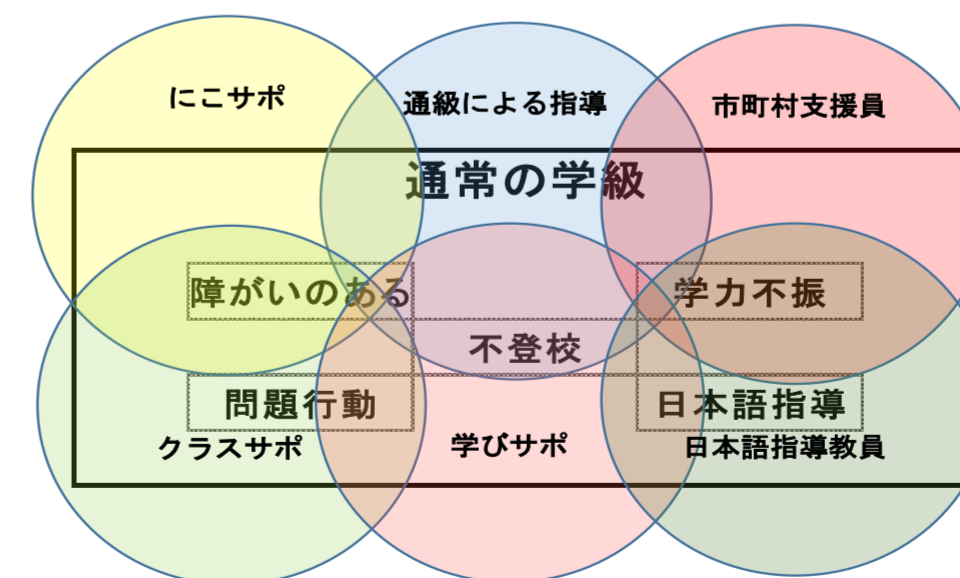 にこサポ
通級による指導
市町村支援員
通常の学級
障がいのある
学力不振
不登校
問題行動
日本語指導
クラスサポ
学びサポ
日本語指導教員